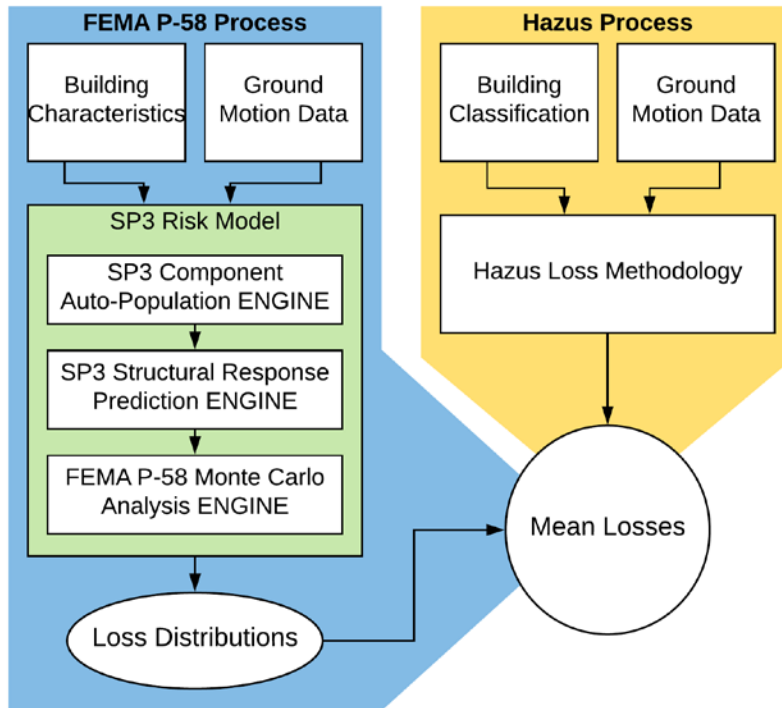 FEMA P-58 Process
Building
Characteristics
Ground
Motion Data
SP3 Risk Model
SP3 Component
Auto-Population ENGINE
SP3 Structural Response
Prediction ENGINE
FEMA P-58 Monte Carlo
Analysis ENGINE
Loss Distributions
Hazus Process
Building
Classification
Ground
Motion Data
Hazus Loss Methodology
Mean Losses